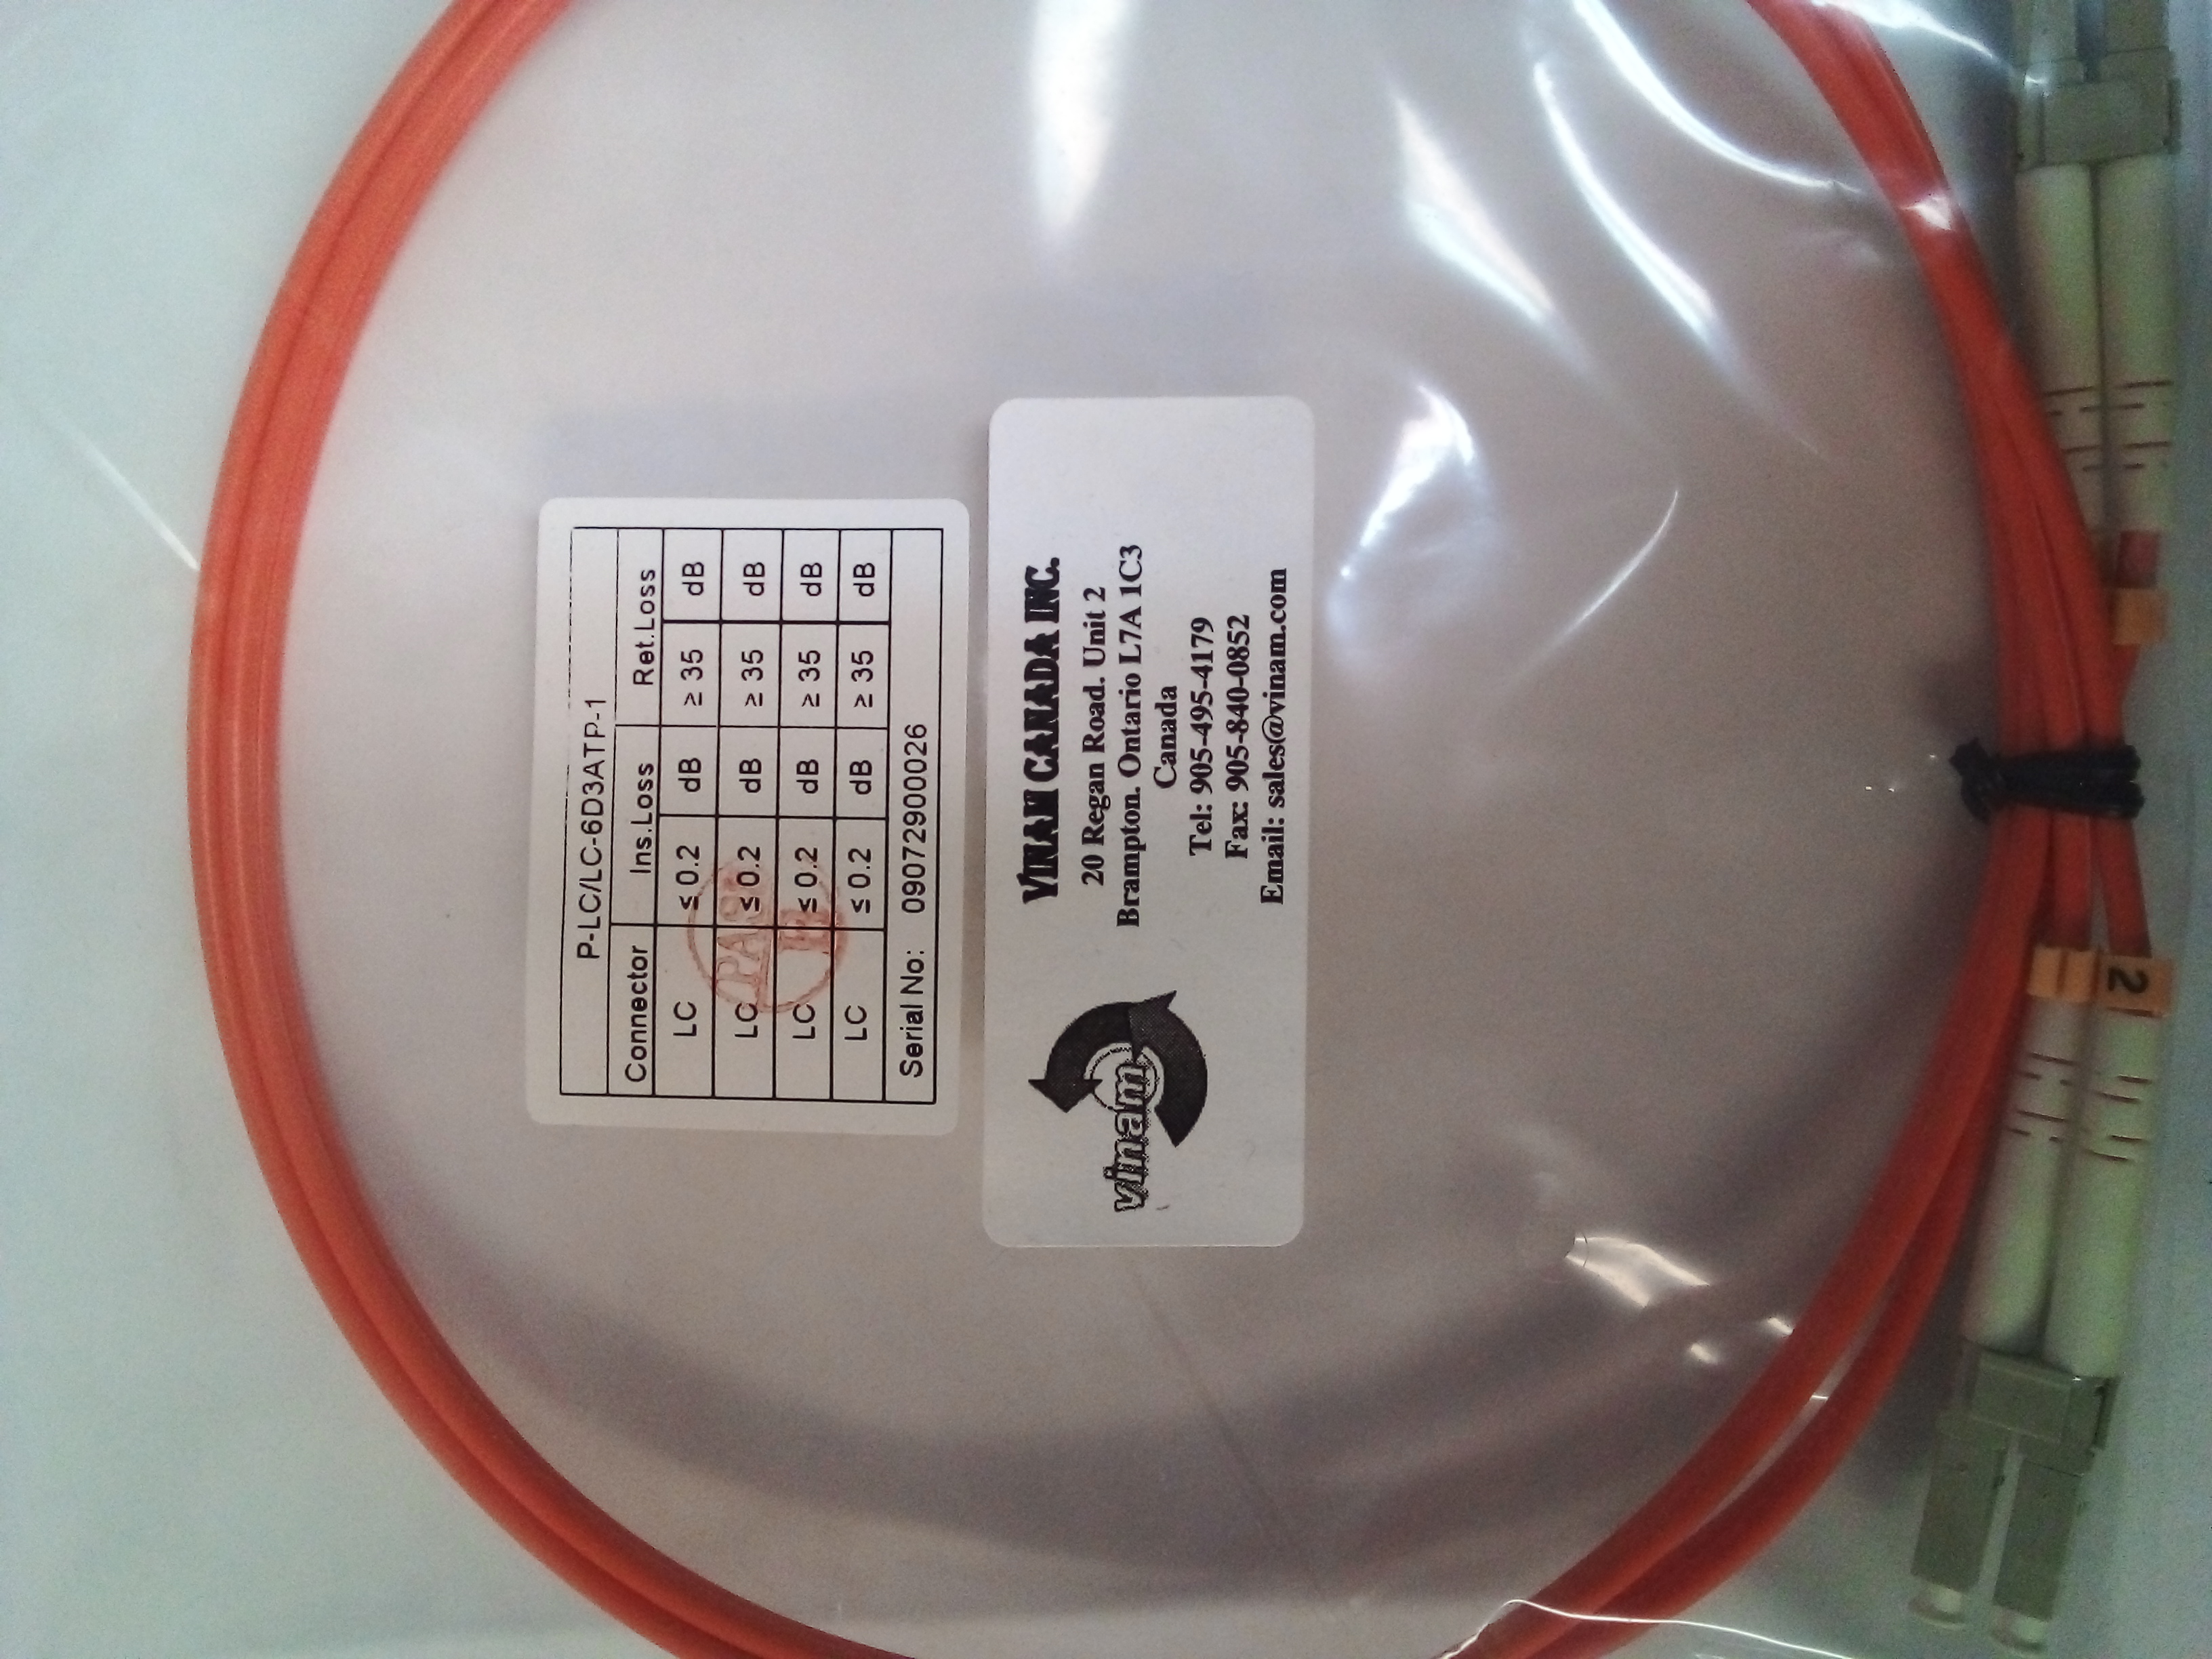 P-LC/LC-6D3ATP-1
Connector Ins.Loss Ret.Loss
LC ≤ 0.2 dB ≥ 35 dB
LC ≤ 0.2 dB ≥ 35 dB
LC ≤ 0.2 dB ≥ 35 dB
LC ≤ 0.2 dB ≥ 35 dB
Serial No: 09072900026
vinam
VINAM CANADA INC.
20 Regan Road. Unit 2
Brampton. Ontario L7A 1C3
Canada
Tel: 905-495-4179
Fax: 905-840-0852
Email: sales@vinam.com
2